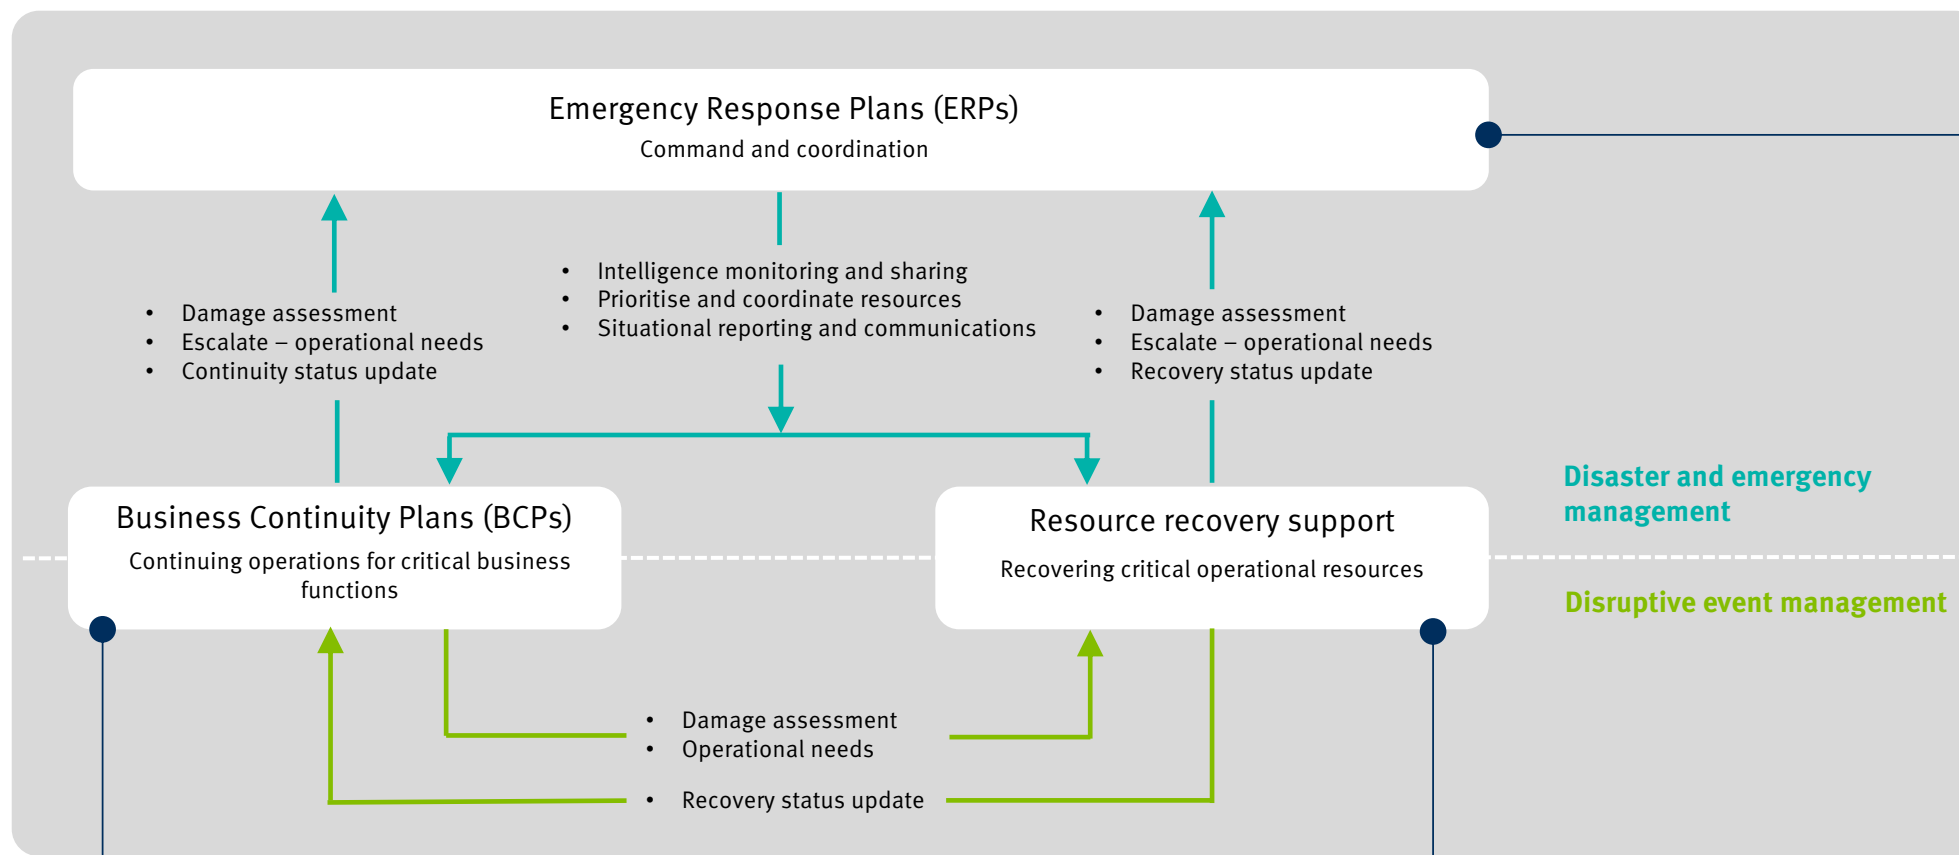 Emergency Response Plans (ERPs)
Command and coordination
• Damage assessment
• Escalate – operational needs
• Continuity status update
• Intelligence monitoring and sharing
• Prioritise and coordinate resources
• Situational reporting and communications
• Damage assessment
• Escalate – operational needs
• Recovery status update
Business Continuity Plans (BCPs)
Continuing operations for critical business
functions
Resource recovery support
Recovering critical operational resources
Disaster and emergency
management
Disruptive event management
• Damage assessment
• Operational needs
• Recovery status update